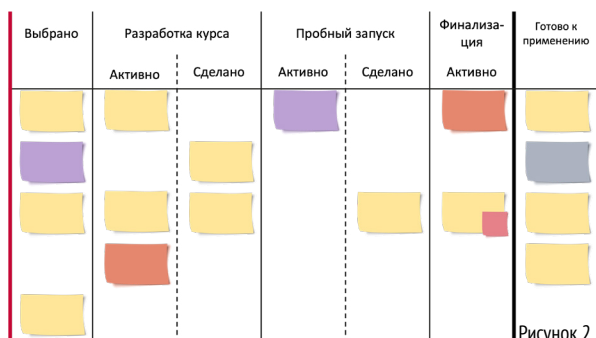 Выбрано
Разработка курса
Пробный запуск
Финализа-
ция
Готово к
применению
Активно
Сделано
Активно
Сделано
Активно
Рисунок 2